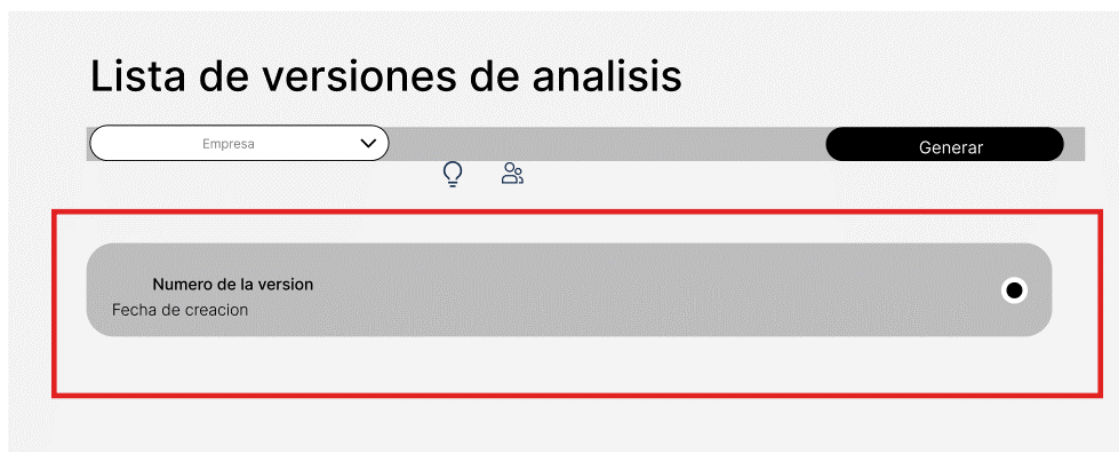 Lista de versiones de analisis
Empresa
Generar
Numero de la version
Fecha de creacion